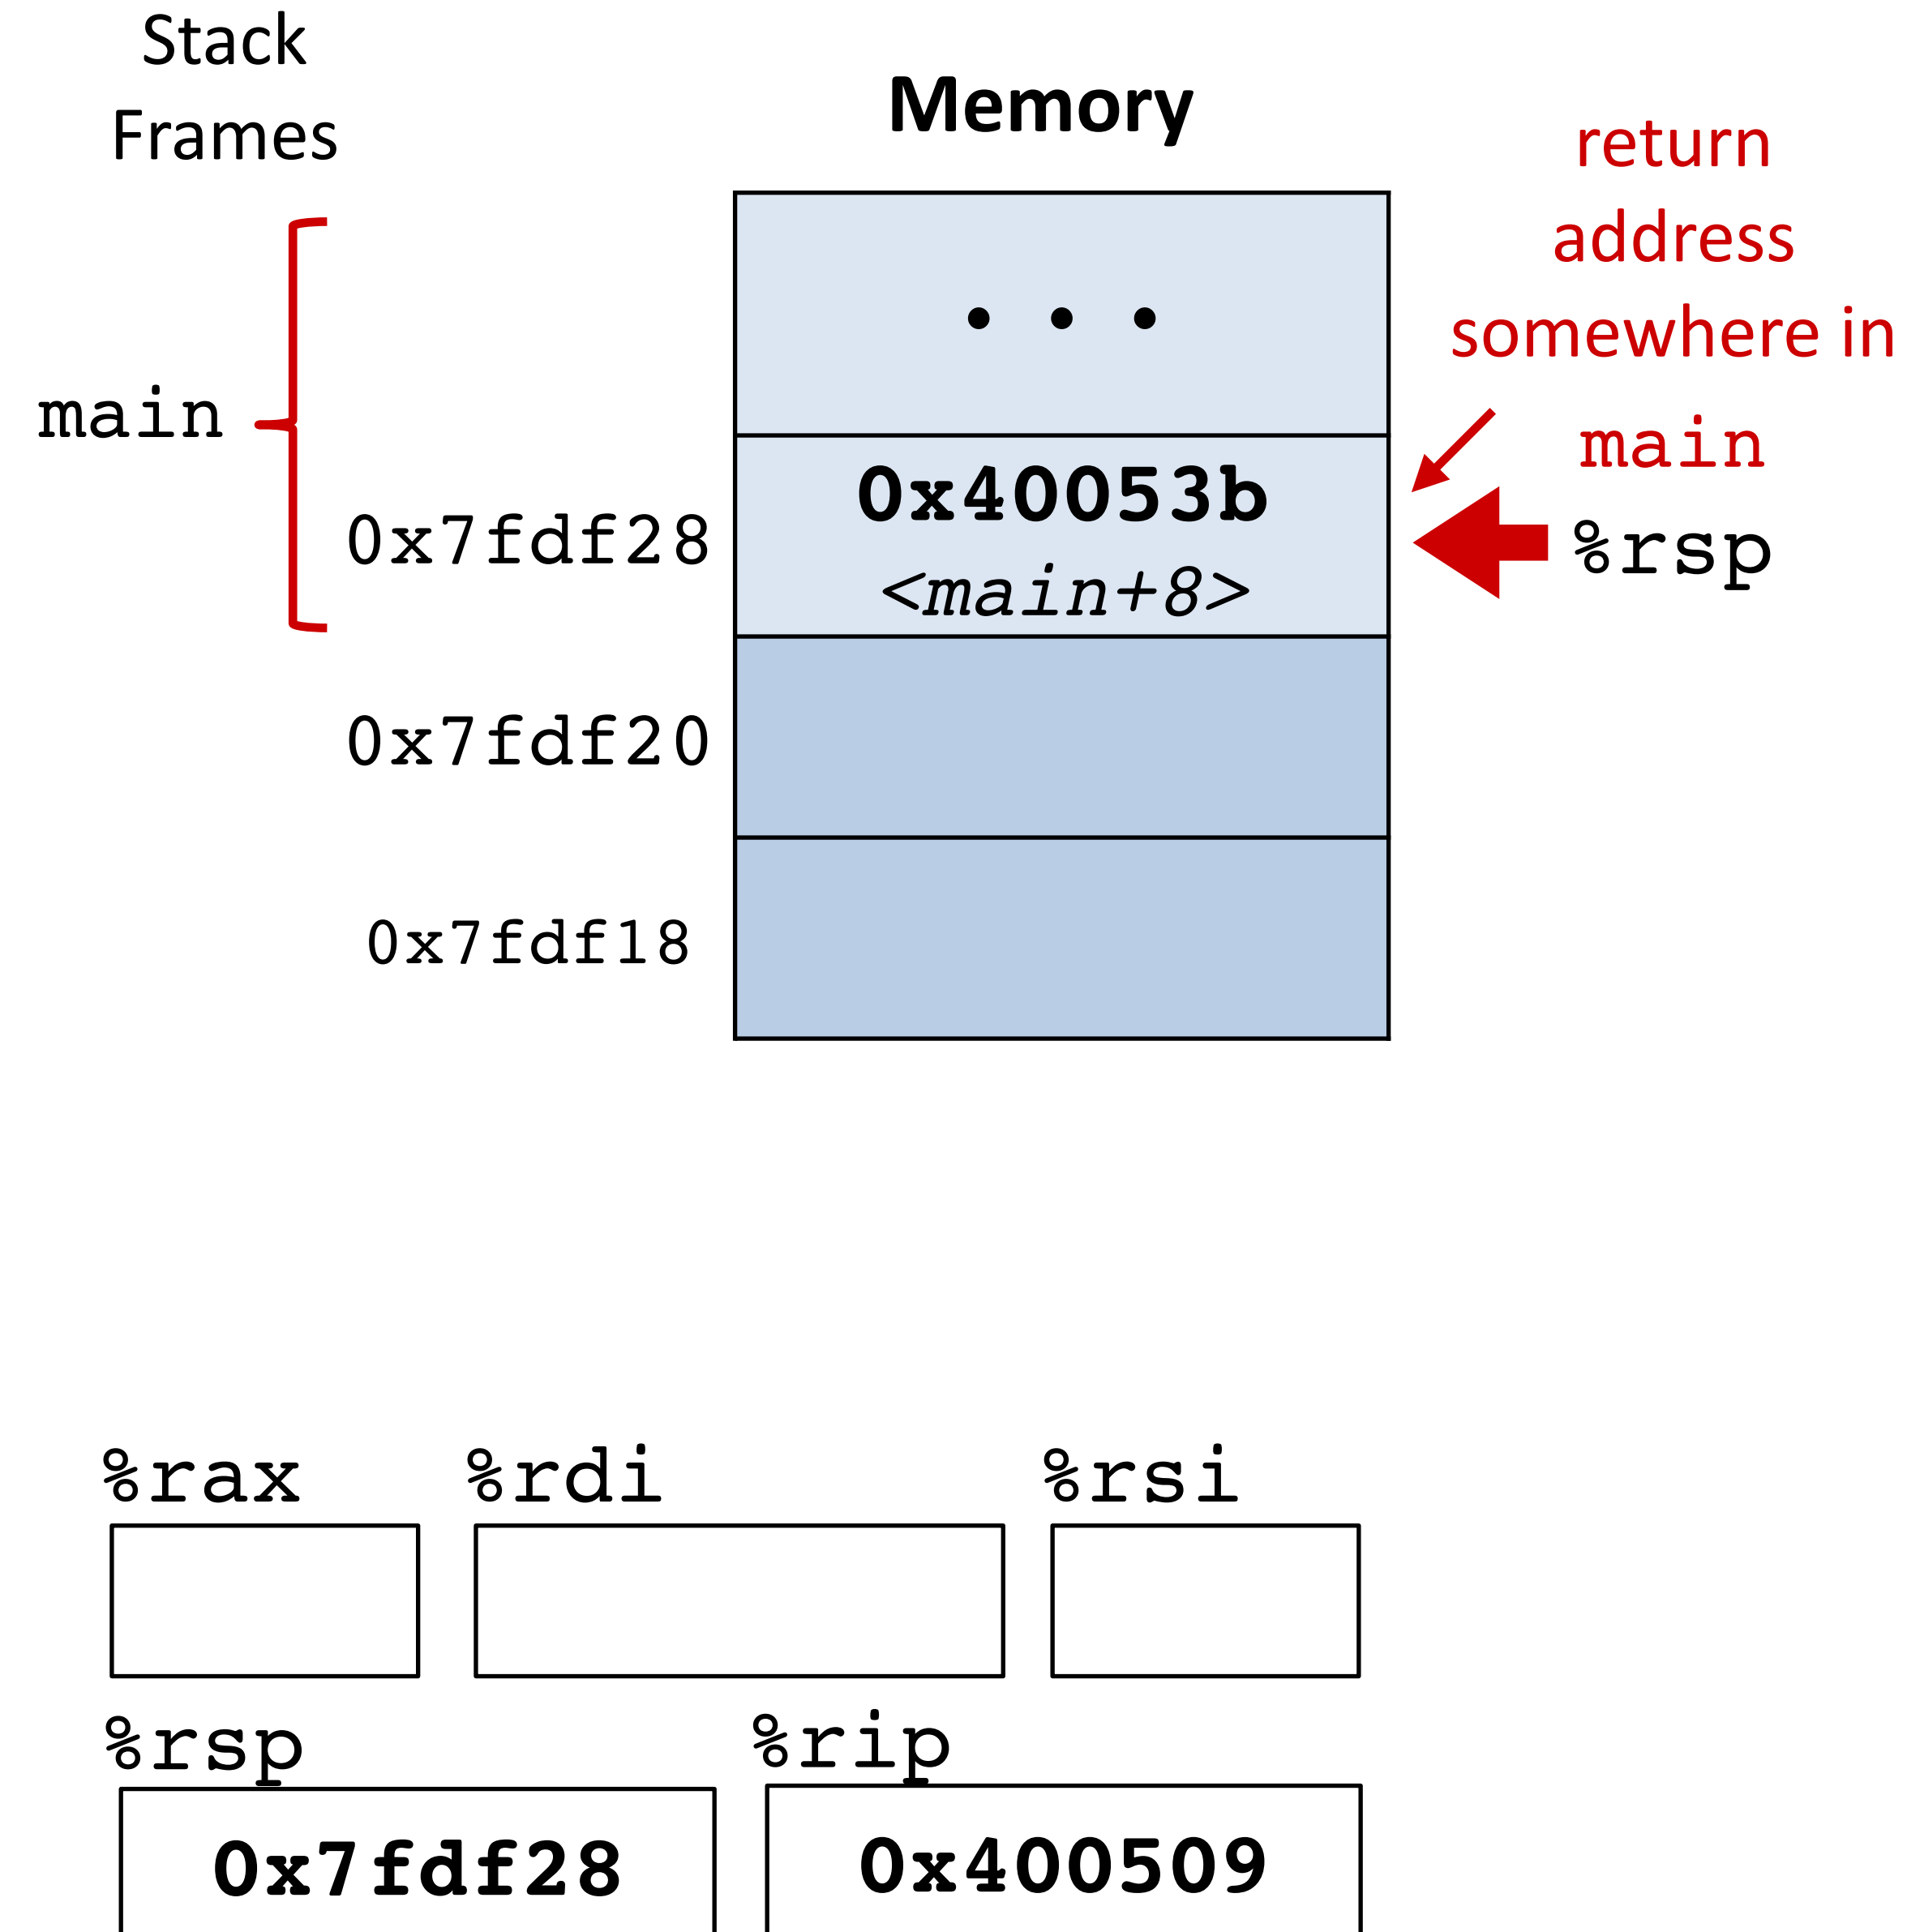 Stack
Frames
Memory
return
address
somewhere in
main
• • •
main
0x7fdf28
0x40053b
<main+8>
%rsp
0x7fdf20
0x7fdf18
%rax
%rdi
%rsi
%rsp
%rip
0x7fdf28
0x400509